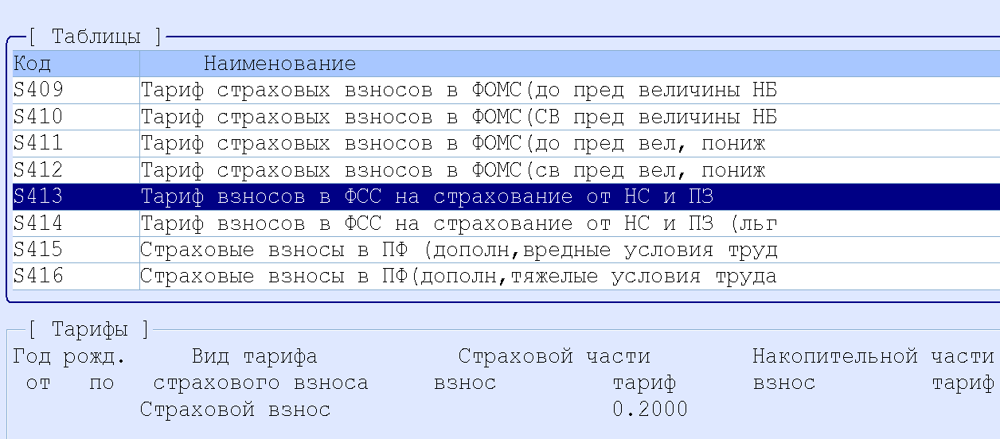 [ Таблицы ]
Код Наименование
S409 Тариф страховых взносов в ФОМС(до пред величины НБ
S410 Тариф страховых взносов в ФОМС(СВ пред величины НБ
S411 Тариф страховых взносов в ФОМС(до пред вел, пониж
S412 Тариф страховых взносов в ФОМС(св пред вел, пониж
S413 Тариф взносов в ФСС на страхование от НС и ПЗ
S414 Тариф взносов в ФСС на страхование от НС и ПЗ (льг
S415 Страховые взносы в ПФ (дополн,вредные условия труд
S416 Страховые взносы в ПФ(дополн,тяжелые условия труда
[ Тарифы ]
Год рожд. Вид тарифа Страховой части Накопительной части
от по страхового взноса взнос тариф взнос тариф
Страховой взнос 0.2000